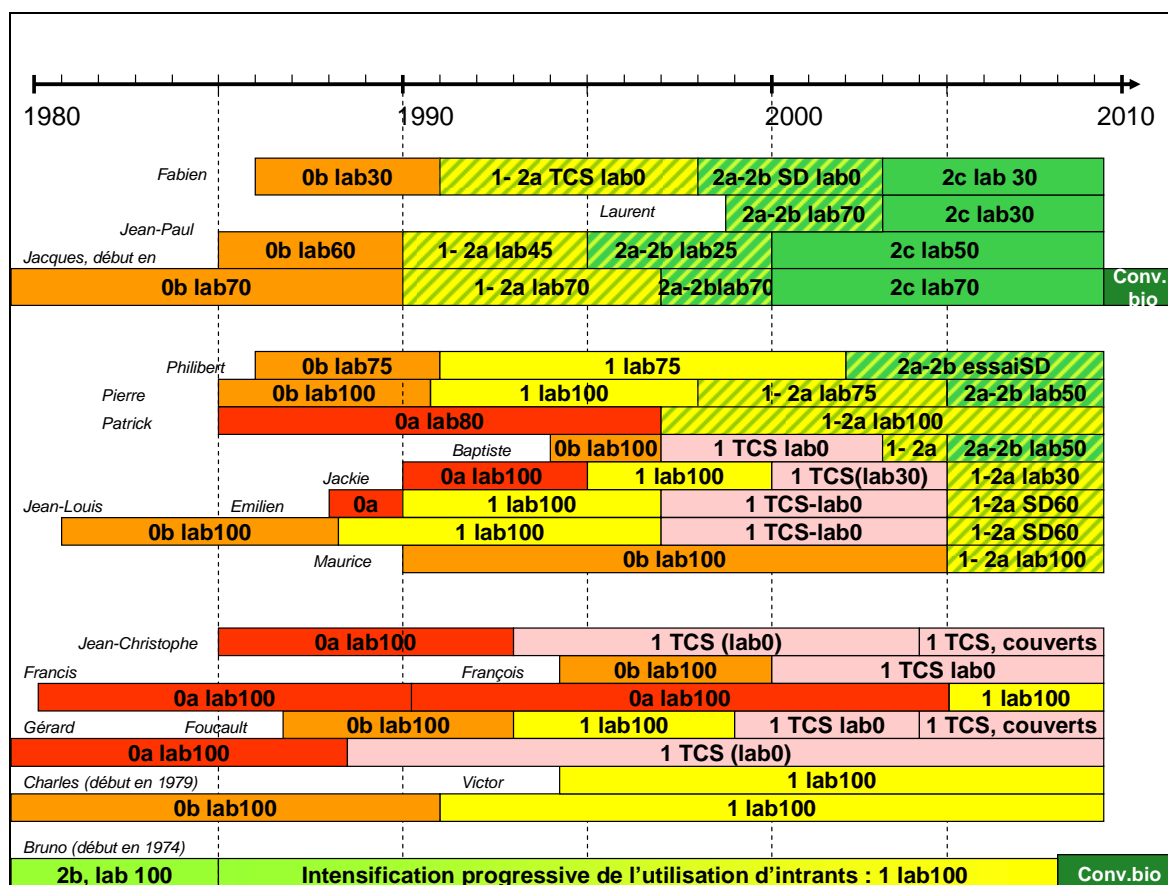 1980 1990 2000 2010
Fabien 0b lab30 1- 2a TCS lab0 2a-2b SD lab0 2c lab 30
Laurent 2a-2b lab70 2c lab30
Jean-Paul
0b lab60 1- 2a lab45 2a-2b lab25 2c lab50
Jacques, début en
0b lab70 1- 2a lab70 2a-2blab70 2c lab70 Conv.
bio
Philibert 0b lab75 1 lab75 2a-2b essaiSD
Pierre 0b lab100 1 lab100 1- 2a lab75 2a-2b lab50
Patrick 0a lab80 1-2a lab100
Baptiste 0b lab100 1 TCS lab0 1- 2a 2a-2b lab50
Jackie 0a lab100 1 lab100 1 TCS(lab30) 1-2a lab30
Jean-Louis Emilien 0a 1 lab100 1 TCS-lab0 1-2a SD60
0b lab100 1 lab100 1 TCS-lab0 1-2a SD60
Maurice 0b lab100 1- 2a lab100
Jean-Christophe 0a lab100 1 TCS (lab0) 1 TCS, couverts
Francis François 0b lab100 1 TCS lab0
0a lab100 0a lab100 1 lab100
Gérard Foucault 0b lab100 1 lab100 1 TCS lab0 1 TCS, couverts
0a lab100 1 TCS (lab0)
Charles (début en 1979) Victor 1 lab100
0b lab100 1 lab100
Bruno (début en 1974)
2b, lab 100 Intensification progressive de l'utilisation d'intrants : 1 lab100 Conv.bio